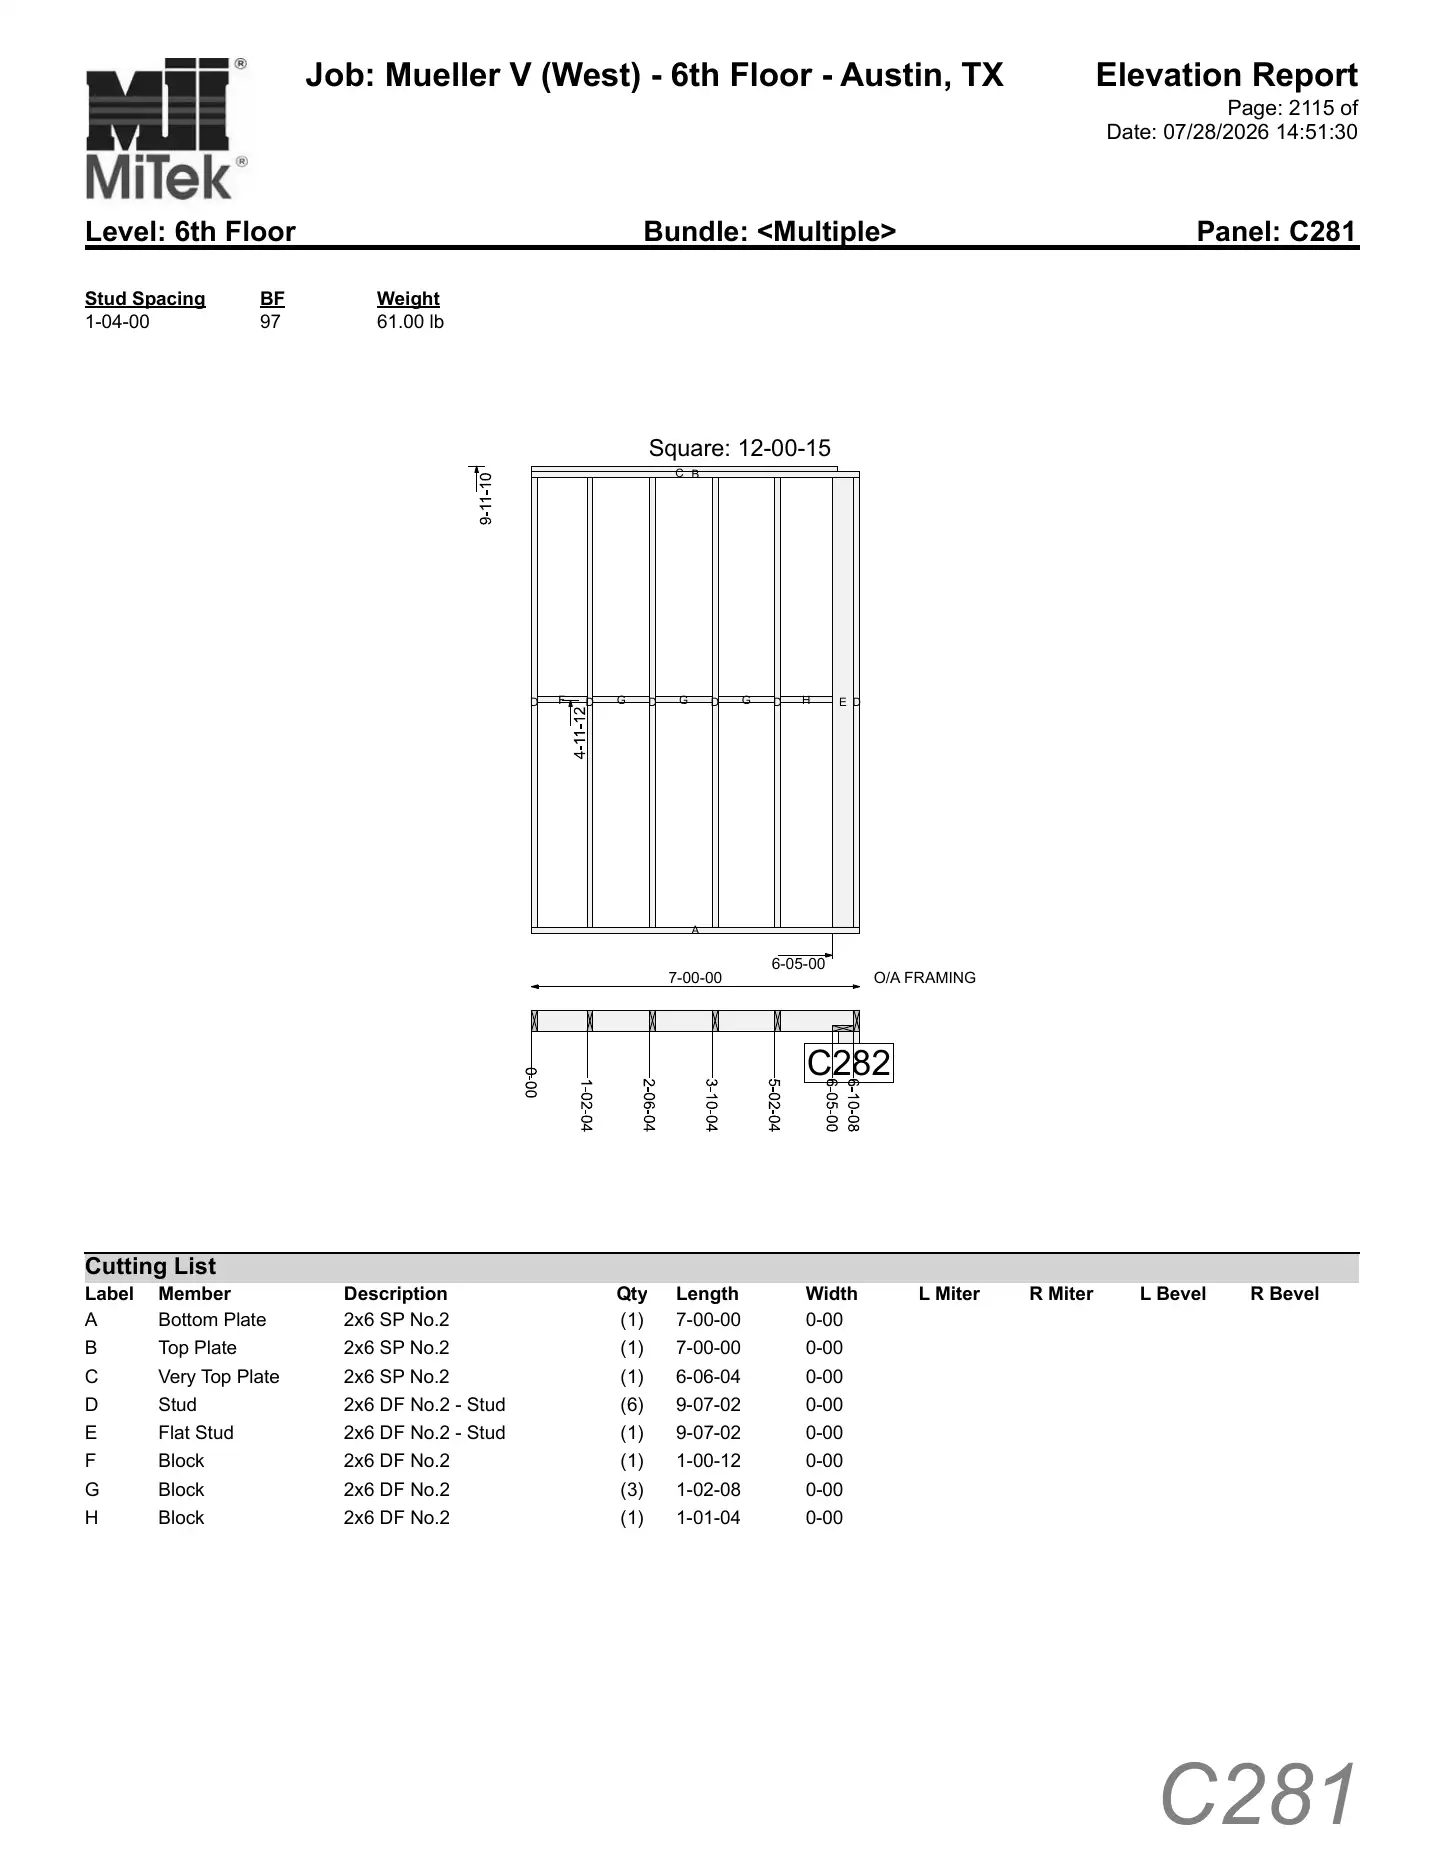 Job: Mueller V (West) - 6th Floor - Austin, TX
Elevation Report
Page: 2115 of
Date: 07/28/2026 14:51:30
MiTek®
Level: 6th Floor Bundle: <Multiple> Panel: C281
Stud Spacing BF Weight
1-04-00 97 61.00 lb
Square: 12-00-15
C B
9-11-10
D F D G D G D G D H E D
4-11-12
A
6-05-00
7-00-00 O/A FRAMING
C282
0-00 1-02-04 2-06-04 3-10-04 5-02-04 6-05-00 6-10-08
Cutting List
Label Member Description Qty Length Width L Miter R Miter L Bevel R Bevel
A Bottom Plate 2x6 SP No.2 (1) 7-00-00 0-00
B Top Plate 2x6 SP No.2 (1) 7-00-00 0-00
C Very Top Plate 2x6 SP No.2 (1) 6-06-04 0-00
D Stud 2x6 DF No.2 - Stud (6) 9-07-02 0-00
E Flat Stud 2x6 DF No.2 - Stud (1) 9-07-02 0-00
F Block 2x6 DF No.2 (1) 1-00-12 0-00
G Block 2x6 DF No.2 (3) 1-02-08 0-00
H Block 2x6 DF No.2 (1) 1-01-04 0-00
C281